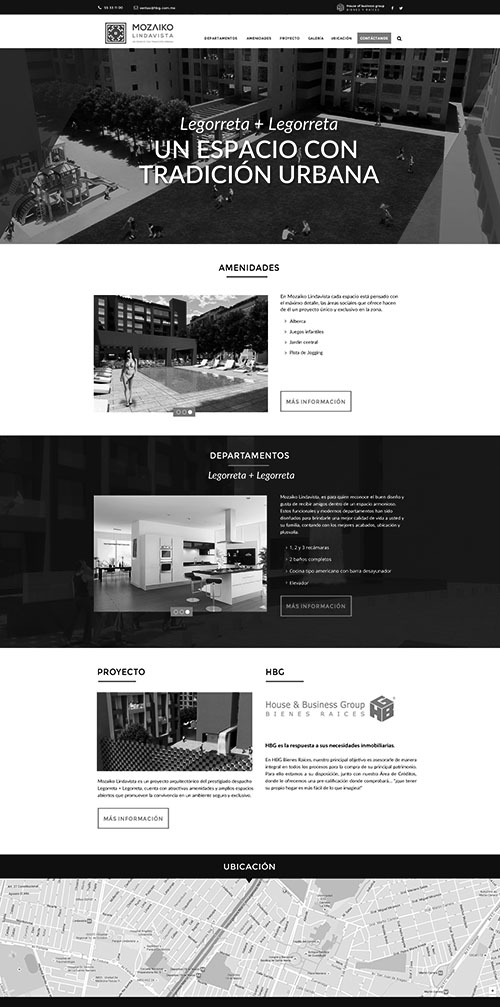 55 55 11 00
ventas@hbg.com.mx
House of business group
BIENES RAICES
MOZAIKO
LINDAVISTA
DEPARTAMENTOS
AMENIDADES
PROYECTO
GALERÍA
UBICACIÓN
CONTÁCTANOS
Legorreta + Legorreta
UN ESPACIO CON
TRADICIÓN URBANA
AMENIDADES
En Mozaiko Lindavista cada espacio está pensado con
el máximo detalle, las áreas sociales que ofrece hacen
de él un proyecto único y exclusivo en la zona.
Alberca
Juegos infantiles
Jardín central
Pista de Jogging
MÁS INFORMACIÓN
DEPARTAMENTOS
Legorreta + Legorreta
Mozaiko Lindavista, es para quien reconoce el buen diseño y
gusto de recibir amigos dentro de un espacio armonioso.
Estos funcionales y modernos departamentos han sido
diseñados para brindarle una mejor calidad de vida a usted y
su familia, contando con los mejores acabados, ubicación y
plusvalía.
1, 2 y 3 recámaras
2 baños completos
Cocina tipo americano con barra desayunador
Elevador
MÁS INFORMACIÓN
PROYECTO
Mozaiko Lindavista es un proyecto arquitectónico del prestigiado despacho
Legorreta + Legorreta, cuenta con atractivas amenidades y amplios espacios
abiertos que promueven la convivencia en un ambiente seguro y exclusivo.
MÁS INFORMACIÓN
HBG
House & Business Group
BIENES RAICES
HBG
HBG es la respuesta a sus necesidades inmobiliarias.
En HBG Bienes Raíces, nuestro principal objetivo es asesorarle de manera
integral en todos los procesos para la compra de su principal patrimonio.
Para ello estamos a su disposición, junto con nuestra Área de Créditos,
donde le ofrecemos una pre-calificación donde comprobará... "¡que tener
su propio hogar es más fácil de lo que imagina!"
UBICACIÓN